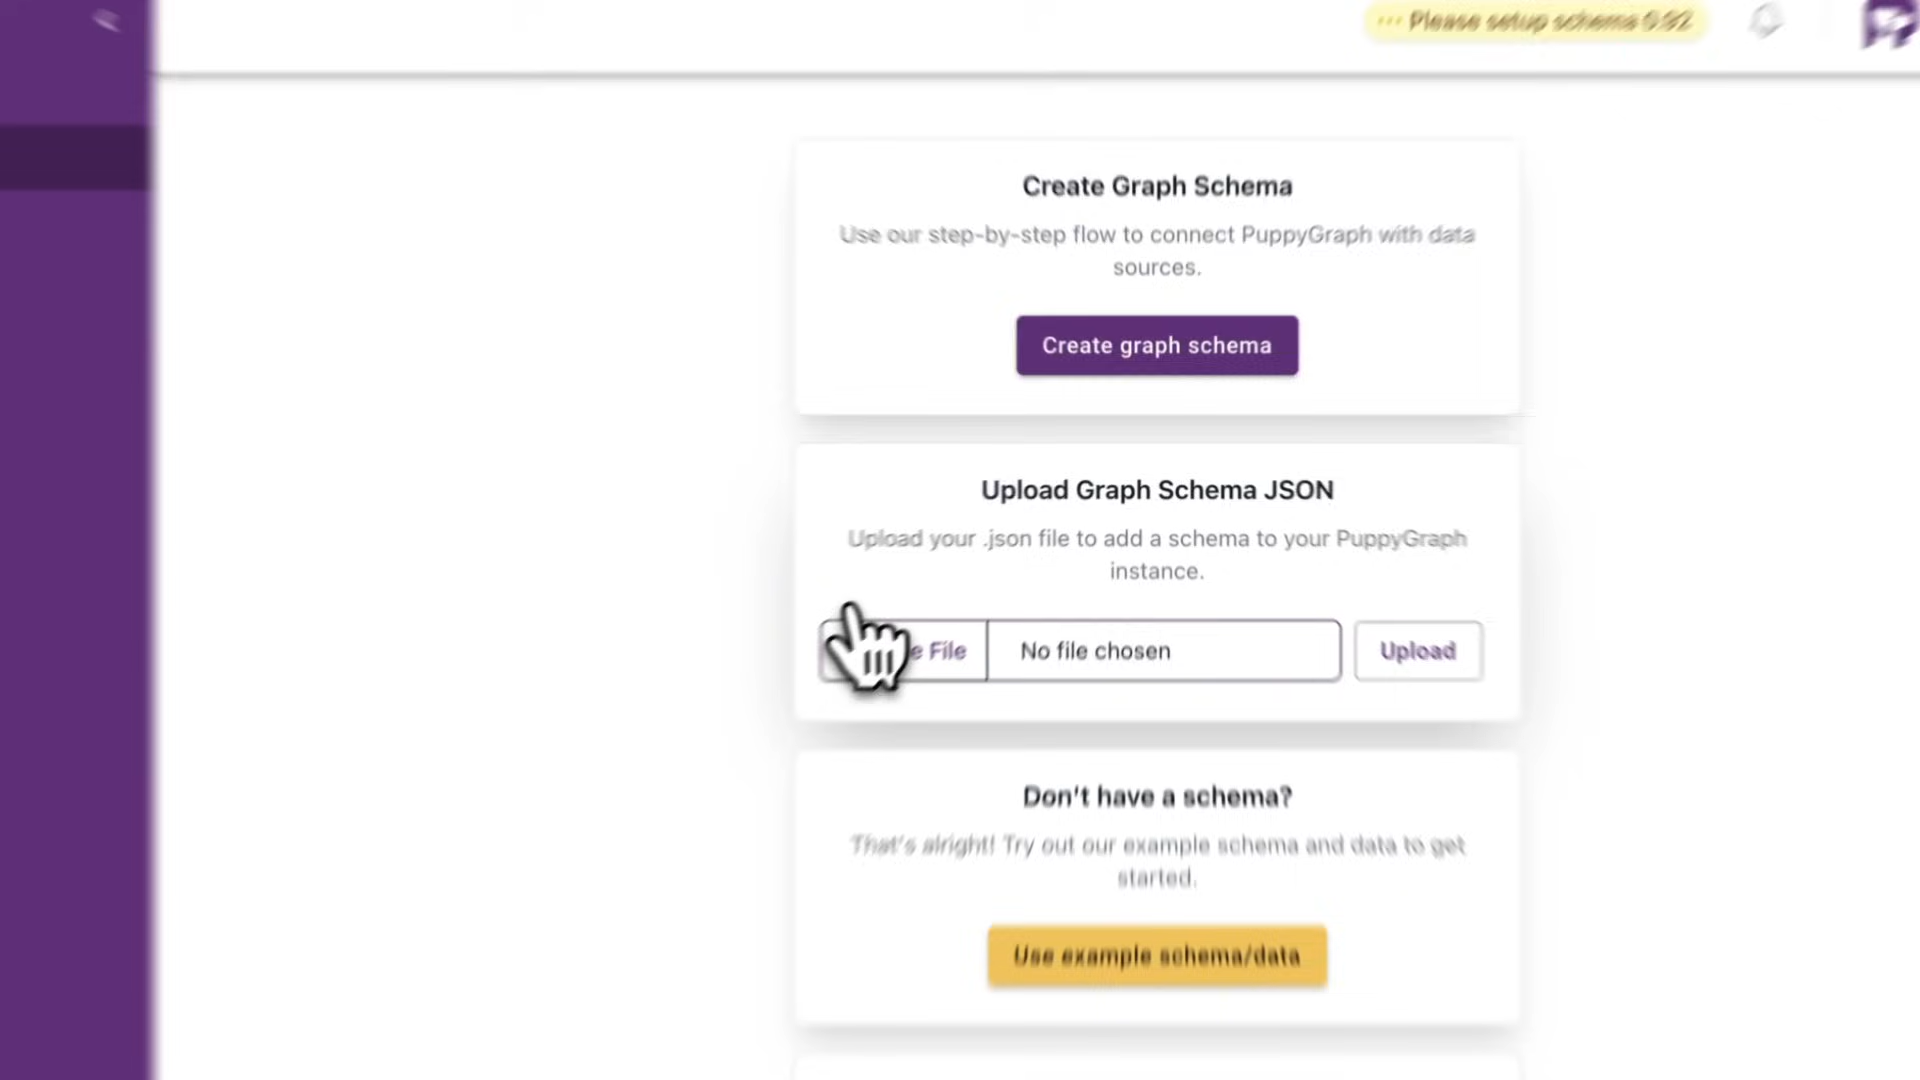 ··· Please setup schema 0.92
Create Graph Schema
Use our step-by-step flow to connect PuppyGraph with data
sources.
Create graph schema
Upload Graph Schema JSON
Upload your .json file to add a schema to your PuppyGraph
instance.
e File
No file chosen
Upload
Don't have a schema?
That's alright! Try out our example schema and data to get
started.
Use example schema/data